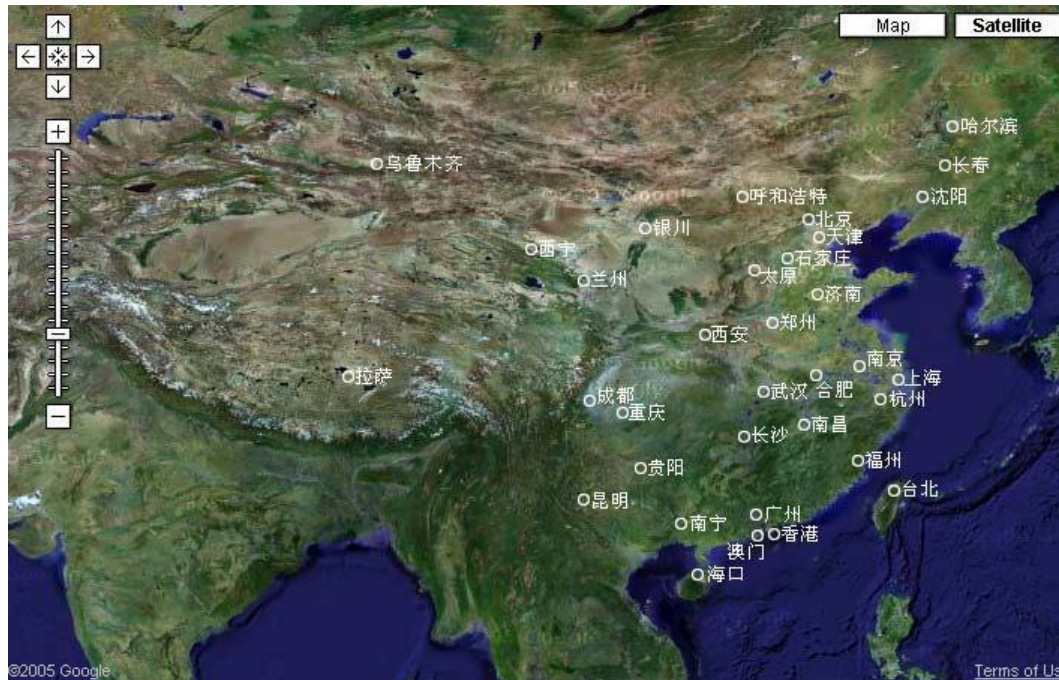 Map
Satellite
哈尔滨
乌鲁木齐
长春
呼和浩特
沈阳
北京
银川
天津
西宁
石家庄
太原
兰州
济南
郑州
西安
南京
拉萨
合肥
上海
武汉
成都
杭州
重庆
南昌
长沙
福州
贵阳
台北
昆明
广州
南宁
香港
澳门
海口
©2005 Google
Terms of Us